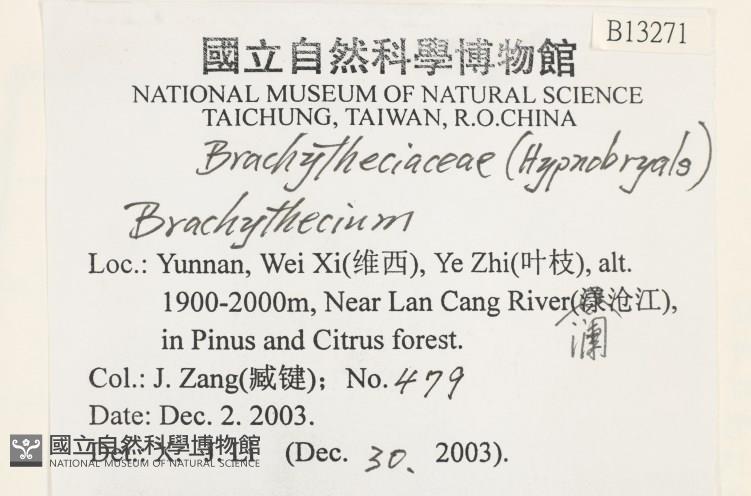 B13271
國立自然科學博物館
NATIONAL MUSEUM OF NATURAL SCIENCE
TAICHUNG, TAIWAN, R.O.CHINA
Brachytheciaceae (Hypnobryals)
Brachythecium
Loc.: Yunnan, Wei Xi(维西), Ye Zhi(叶枝), alt.
1900-2000m, Near Lan Cang River(沧江),
澜
in Pinus and Citrus forest.
Col.: J. Zang(臧键); No. 479
Date: Dec. 2. 2003.
Det.: X. J. Li (Dec. 30. 2003).
國立自然科學博物館
NATIONAL MUSEUM OF NATURAL SCIENCE